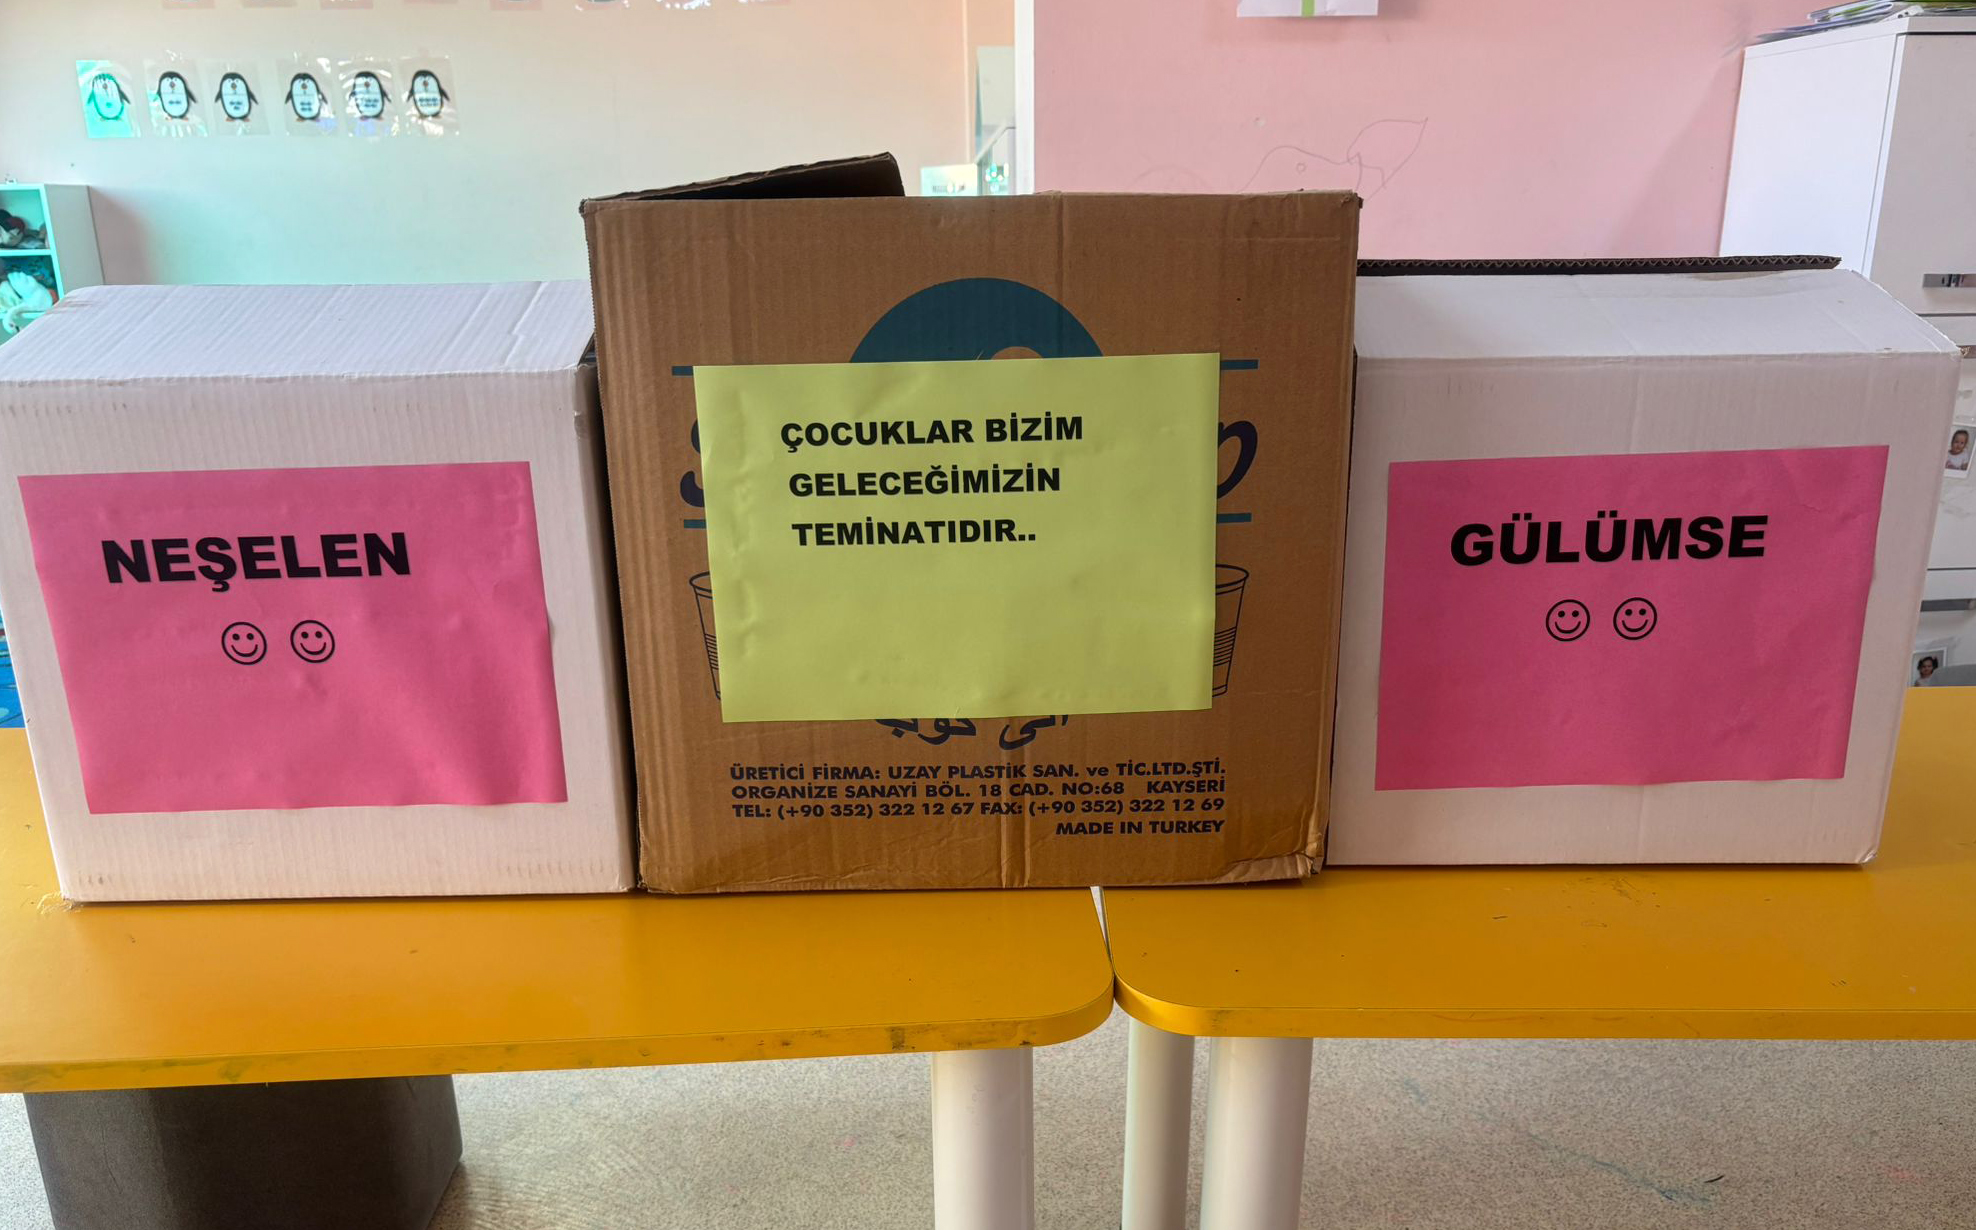 NEŞELEN
ÇOCUKLAR BİZİM
GELECEĞİMİZİN
TEMİNATIDIR..
GÜLÜMSE
ÜRETİCİ FİRMA: UZAY PLASTİK SAN. ve TİC.LTD.ŞTİ.
ORGANİZE SANAYİ BÖL. 18 CAD. NO:68 KAYSERİ
TEL: (+90 352) 322 12 67 FAX: (+90 352) 322 12 69
MADE IN TURKEY